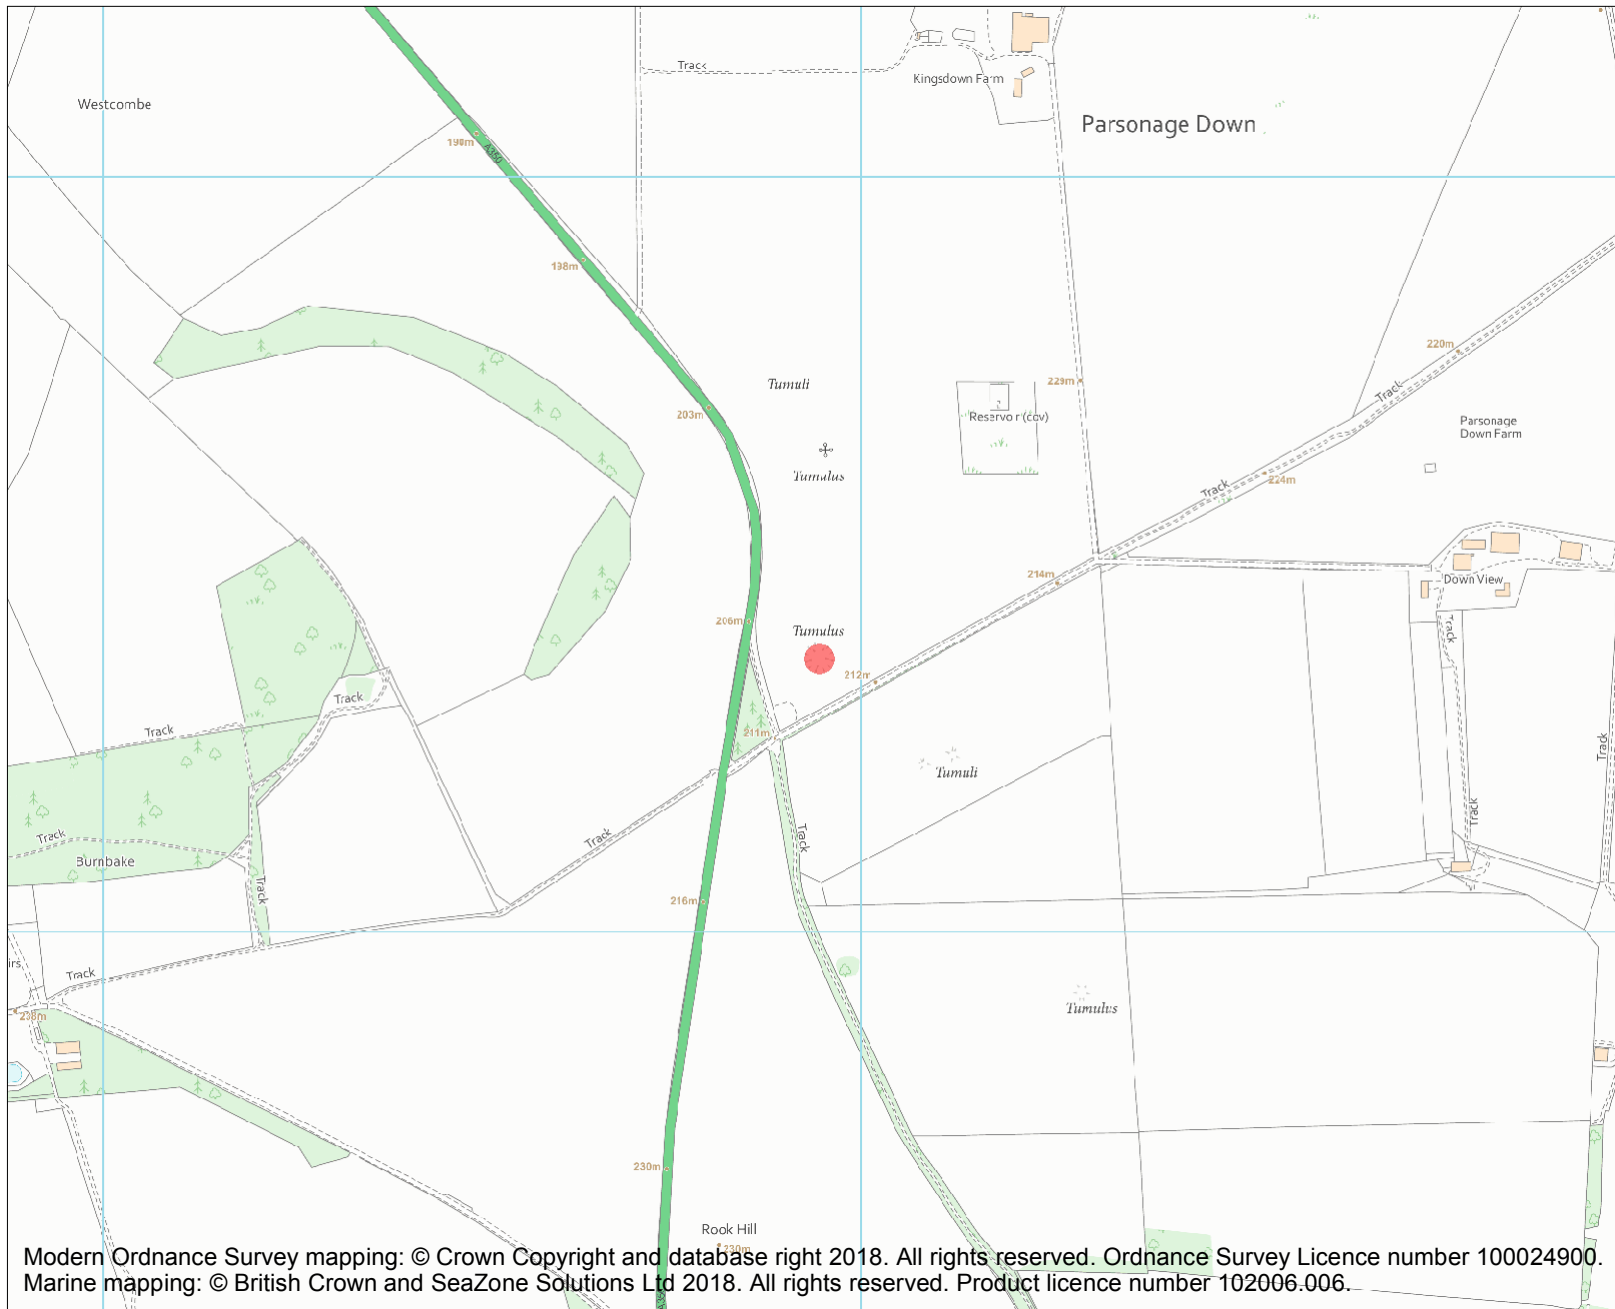 Track
Kingsdown Farm
Westcombe
Parsonage Down
190m
A350
198m
220m
Tumuli
229m
Track
203m
Reservoir (cov)
Parsonage
Down Farm
Tumulus
Track
224m
214m
Down View
206m
Tumulus
Track
212m
Track
Track
211m
Track
Tumuli
Track
Track
Track
Track
Burnbake
Track
216m
irs
Track
Tumulus
238m
230m
Rook Hill
230m
Modern Ordnance Survey mapping: © Crown Copyright and database right 2018. All rights reserved. Ordnance Survey Licence number 100024900.
Marine mapping: © British Crown and SeaZone Solutions Ltd 2018. All rights reserved. Product licence number 102006.006.